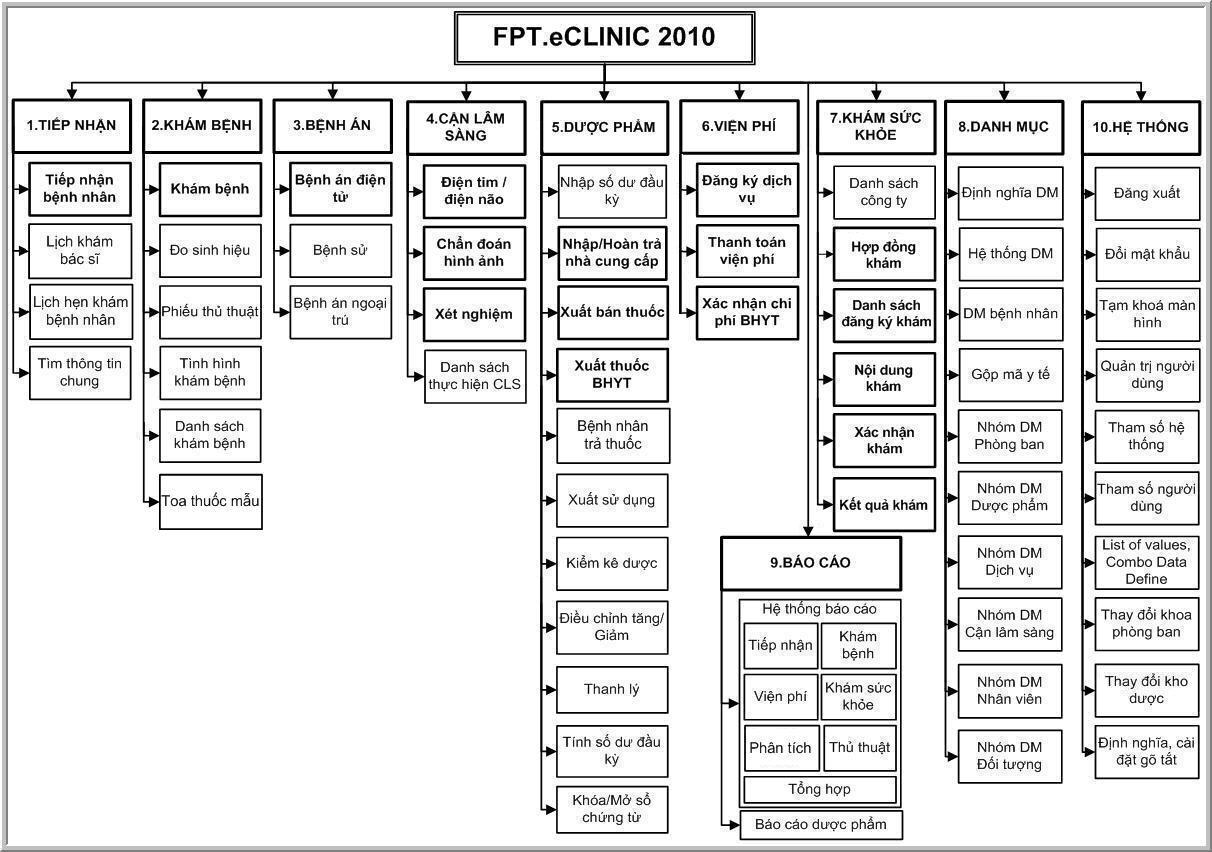 FPT.eCLINIC 2010
1.TIẾP NHẬN
Tiếp nhận
bệnh nhân
Lịch khám
bác sĩ
Lịch hẹn khám
bệnh nhân
Tìm thông tin
chung
2.KHÁM BỆNH
Khám bệnh
Đo sinh hiệu
Phiếu thủ thuật
Tình hình
khám bệnh
Danh sách
khám bệnh
Toa thuốc mẫu
3.BỆNH ÁN
Bệnh án điện
tử
Bệnh sử
Bệnh án ngoại
trú
4.CẬN LÂM
SÀNG
Điện tim /
điện não
Chẩn đoán
hình ảnh
Xét nghiệm
Danh sách
thực hiện CLS
5.DƯỢC PHẨM
Nhập số dư đầu
kỳ
Nhập/Hoàn trả
nhà cung cấp
Xuất bán thuốc
Xuất thuốc
BHYT
Bệnh nhân
trả thuốc
Xuất sử dụng
Kiểm kê dược
Điều chỉnh tăng/
Giảm
Thanh lý
Tính số dư đầu
kỳ
Khóa/Mở sổ
chứng từ
6.VIỆN PHÍ
Đăng ký dịch
vụ
Thanh toán
viện phí
Xác nhận chi
phí BHYT
7.KHÁM SỨC
KHỎE
Danh sách
công ty
Hợp đồng
khám
Danh sách
đăng ký khám
Nội dung
khám
Xác nhận
khám
Kết quả khám
8.DANH MỤC
Định nghĩa DM
Hệ thống DM
DM bệnh nhân
Gộp mã y tế
Nhóm DM
Phòng ban
Nhóm DM
Dược phẩm
Nhóm DM
Dịch vụ
Nhóm DM
Cận lâm sàng
Nhóm DM
Nhân viên
Nhóm DM
Đối tượng
9.BÁO CÁO
Hệ thống báo cáo
Tiếp nhận
Khám
bệnh
Viện phí
Khám sức
khỏe
Phân tích
Thủ thuật
Tổng hợp
Báo cáo dược phẩm
10.HỆ THỐNG
Đăng xuất
Đổi mật khẩu
Tạm khoá màn
hình
Quản trị người
dùng
Tham số hệ
thống
Tham số người
dùng
List of values,
Combo Data
Define
Thay đổi khoa
phòng ban
Thay đổi kho
dược
Định nghĩa, cài
đặt gõ tắt